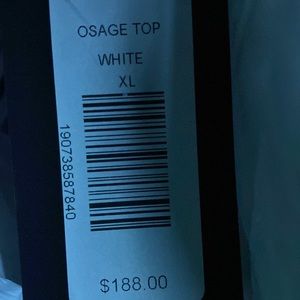 OSAGE TOP
WHITE
XL
190738587840
$188.00